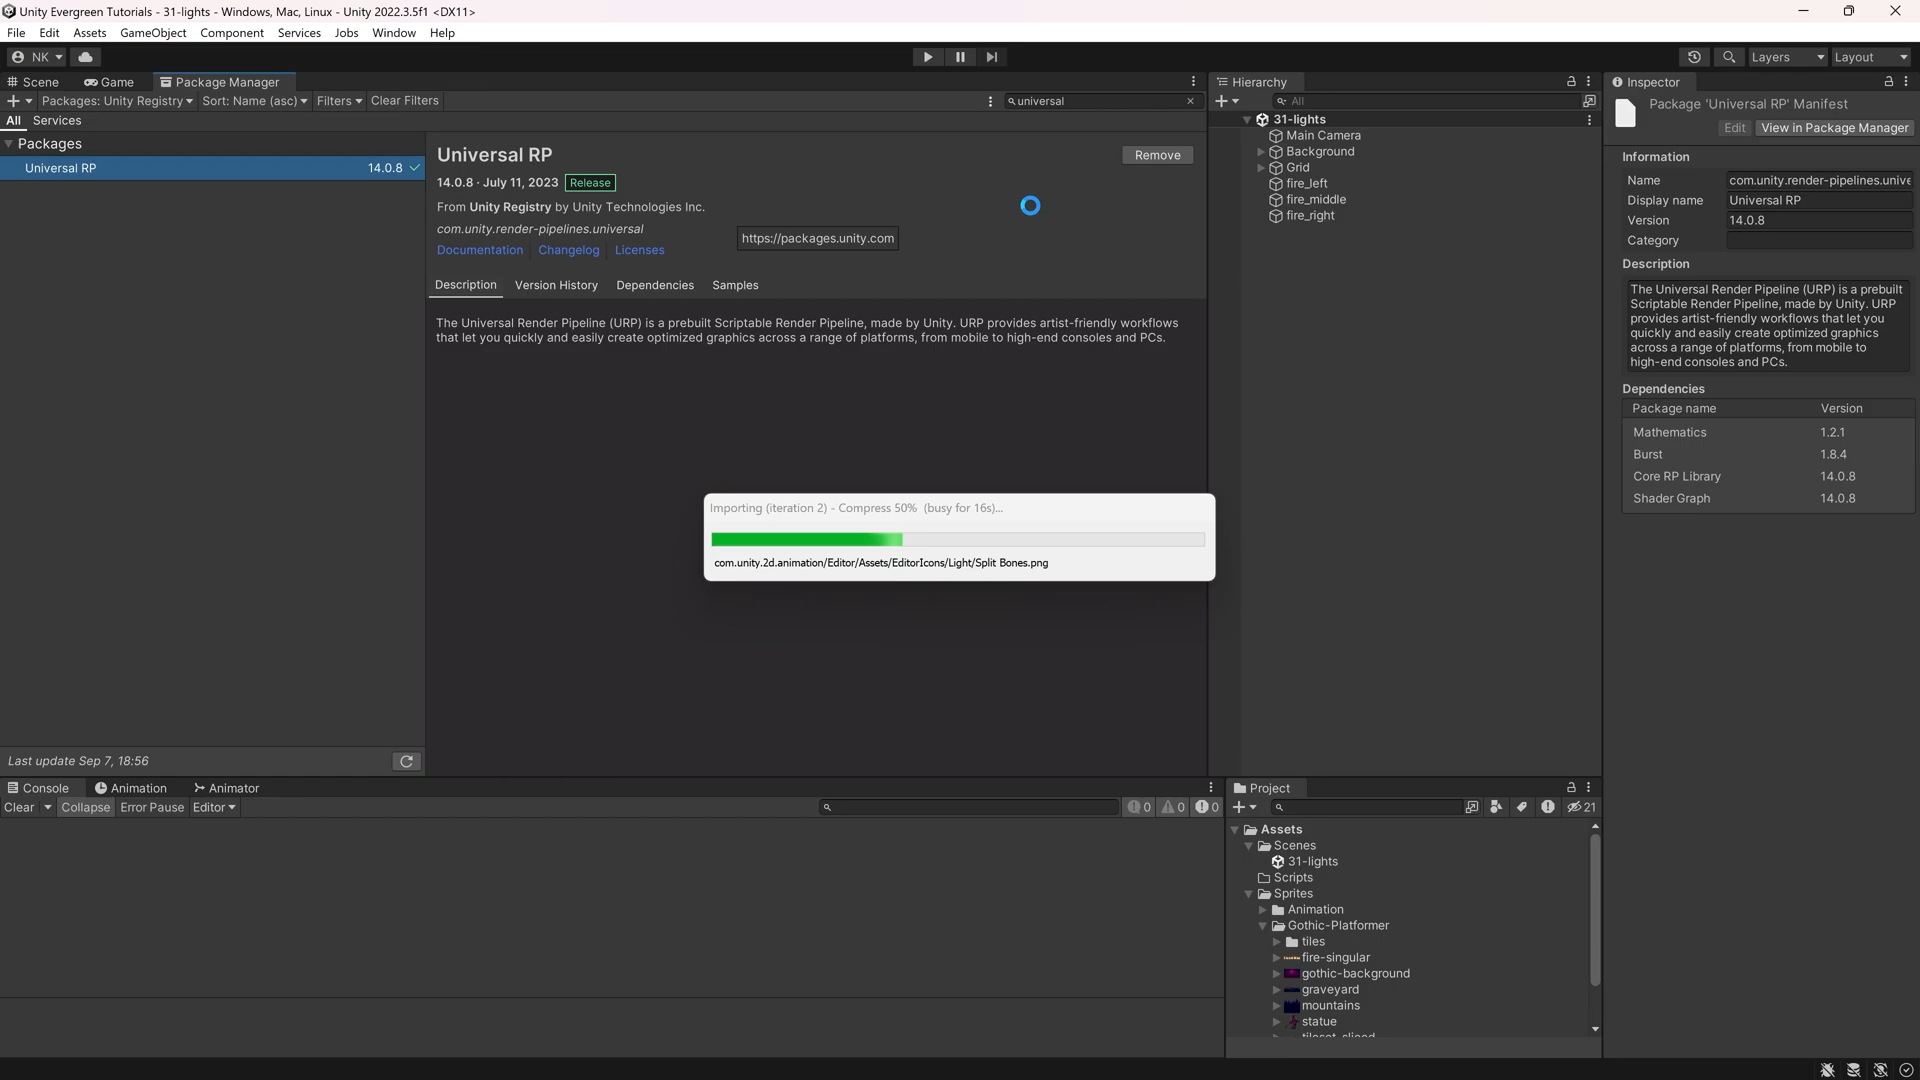 Unity Evergreen Tutorials - 31-lights - Windows, Mac, Linux - Unity 2022.3.5f1 <DX11>
File Edit Assets GameObject Component Services Jobs Window Help
NK Layers Layout
Scene Game Package Manager
Packages: Unity Registry Sort: Name (asc) Filters Clear Filters universal
All Services
Packages
Universal RP 14.0.8
Universal RP
Remove
14.0.8 · July 11, 2023 Release
From Unity Registry by Unity Technologies Inc.
com.unity.render-pipelines.universal
https://packages.unity.com
Documentation Changelog Licenses
Description Version History Dependencies Samples
The Universal Render Pipeline (URP) is a prebuilt Scriptable Render Pipeline, made by Unity. URP provides artist-friendly workflows
that let you quickly and easily create optimized graphics across a range of platforms, from mobile to high-end consoles and PCs.
Importing (iteration 2) - Compress 50% (busy for 16s)...
com.unity.2d.animation/Editor/Assets/EditorIcons/Light/Split Bones.png
Last update Sep 7, 18:56
Hierarchy
All
31-lights
Main Camera
Background
Grid
fire_left
fire_middle
fire_right
Inspector
Package 'Universal RP' Manifest
Edit View in Package Manager
Information
Name com.unity.render-pipelines.unive
Display name Universal RP
Version 14.0.8
Category
Description
The Universal Render Pipeline (URP) is a prebuilt
Scriptable Render Pipeline, made by Unity. URP
provides artist-friendly workflows that let you
quickly and easily create optimized graphics
across a range of platforms, from mobile to
high-end consoles and PCs.
Dependencies
Package name Version
Mathematics 1.2.1
Burst 1.8.4
Core RP Library 14.0.8
Shader Graph 14.0.8
Console Animation Animator
Clear Collapse Error Pause Editor 0 0 0
Project
21
Assets
Scenes
31-lights
Scripts
Sprites
Animation
Gothic-Platformer
tiles
fire-singular
gothic-background
graveyard
mountains
statue